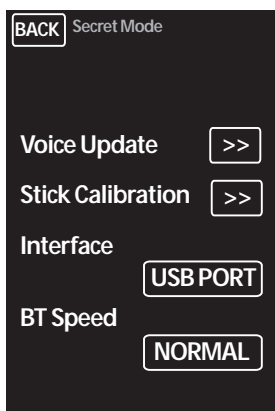 BACK Secret Mode
Voice Update >>
Stick Calibration >>
Interface
USB PORT
BT Speed
NORMAL